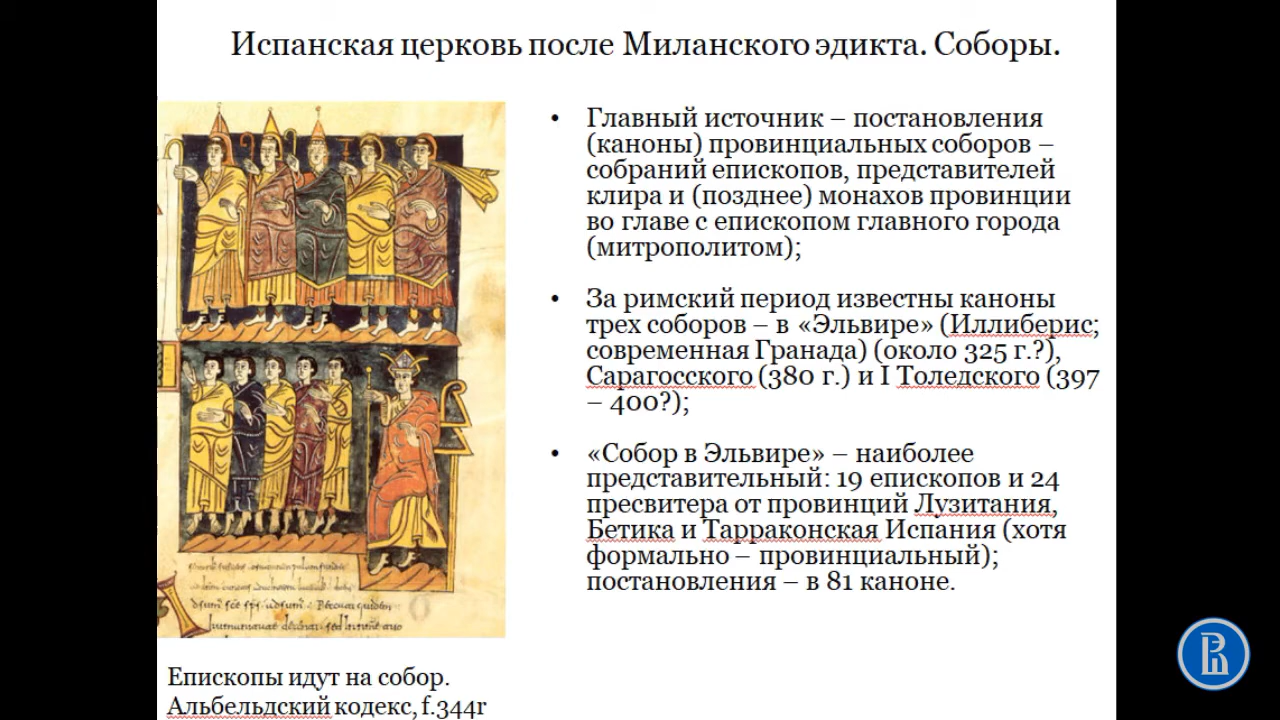 Испанская церковь после Миланского эдикта. Соборы.
• Главный источник – постановления
(каноны) провинциальных соборов –
собраний епископов, представителей
клира и (позднее) монахов провинции
во главе с епископом главного города
(митрополитом);
• За римский период известны каноны
трех соборов – в «Эльвире» (Иллиберис;
современная Гранада) (около 325 г.?),
Сарагосского (380 г.) и I Толедского (397
– 400?);
• «Собор в Эльвире» – наиболее
представительный: 19 епископов и 24
пресвитера от провинций Лузитания,
Бетика и Тарраконская Испания (хотя
формально – провинциальный);
постановления – в 81 каноне.
Епископы идут на собор.
Альбельдский кодекс, f.344r